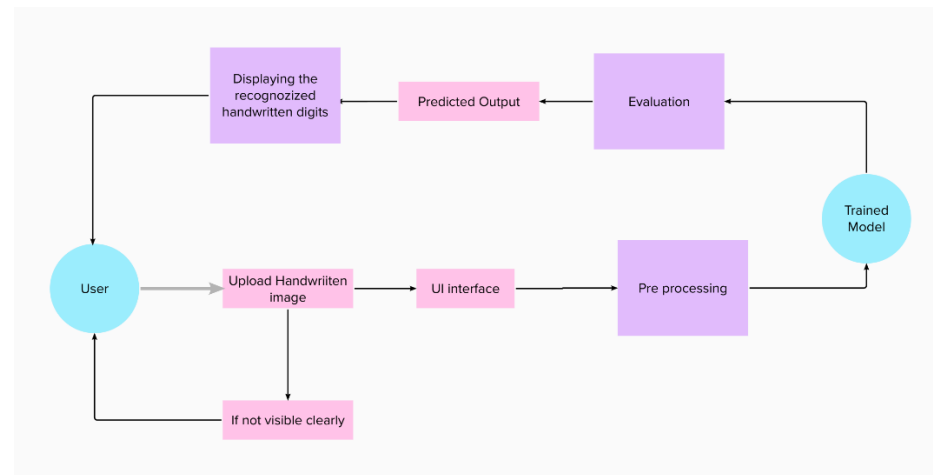 Displaying the
recognozized
handwritten digits
Predicted Output
Evaluation
Trained
Model
User
Upload Handwriiten
image
UI interface
Pre processing
If not visible clearly